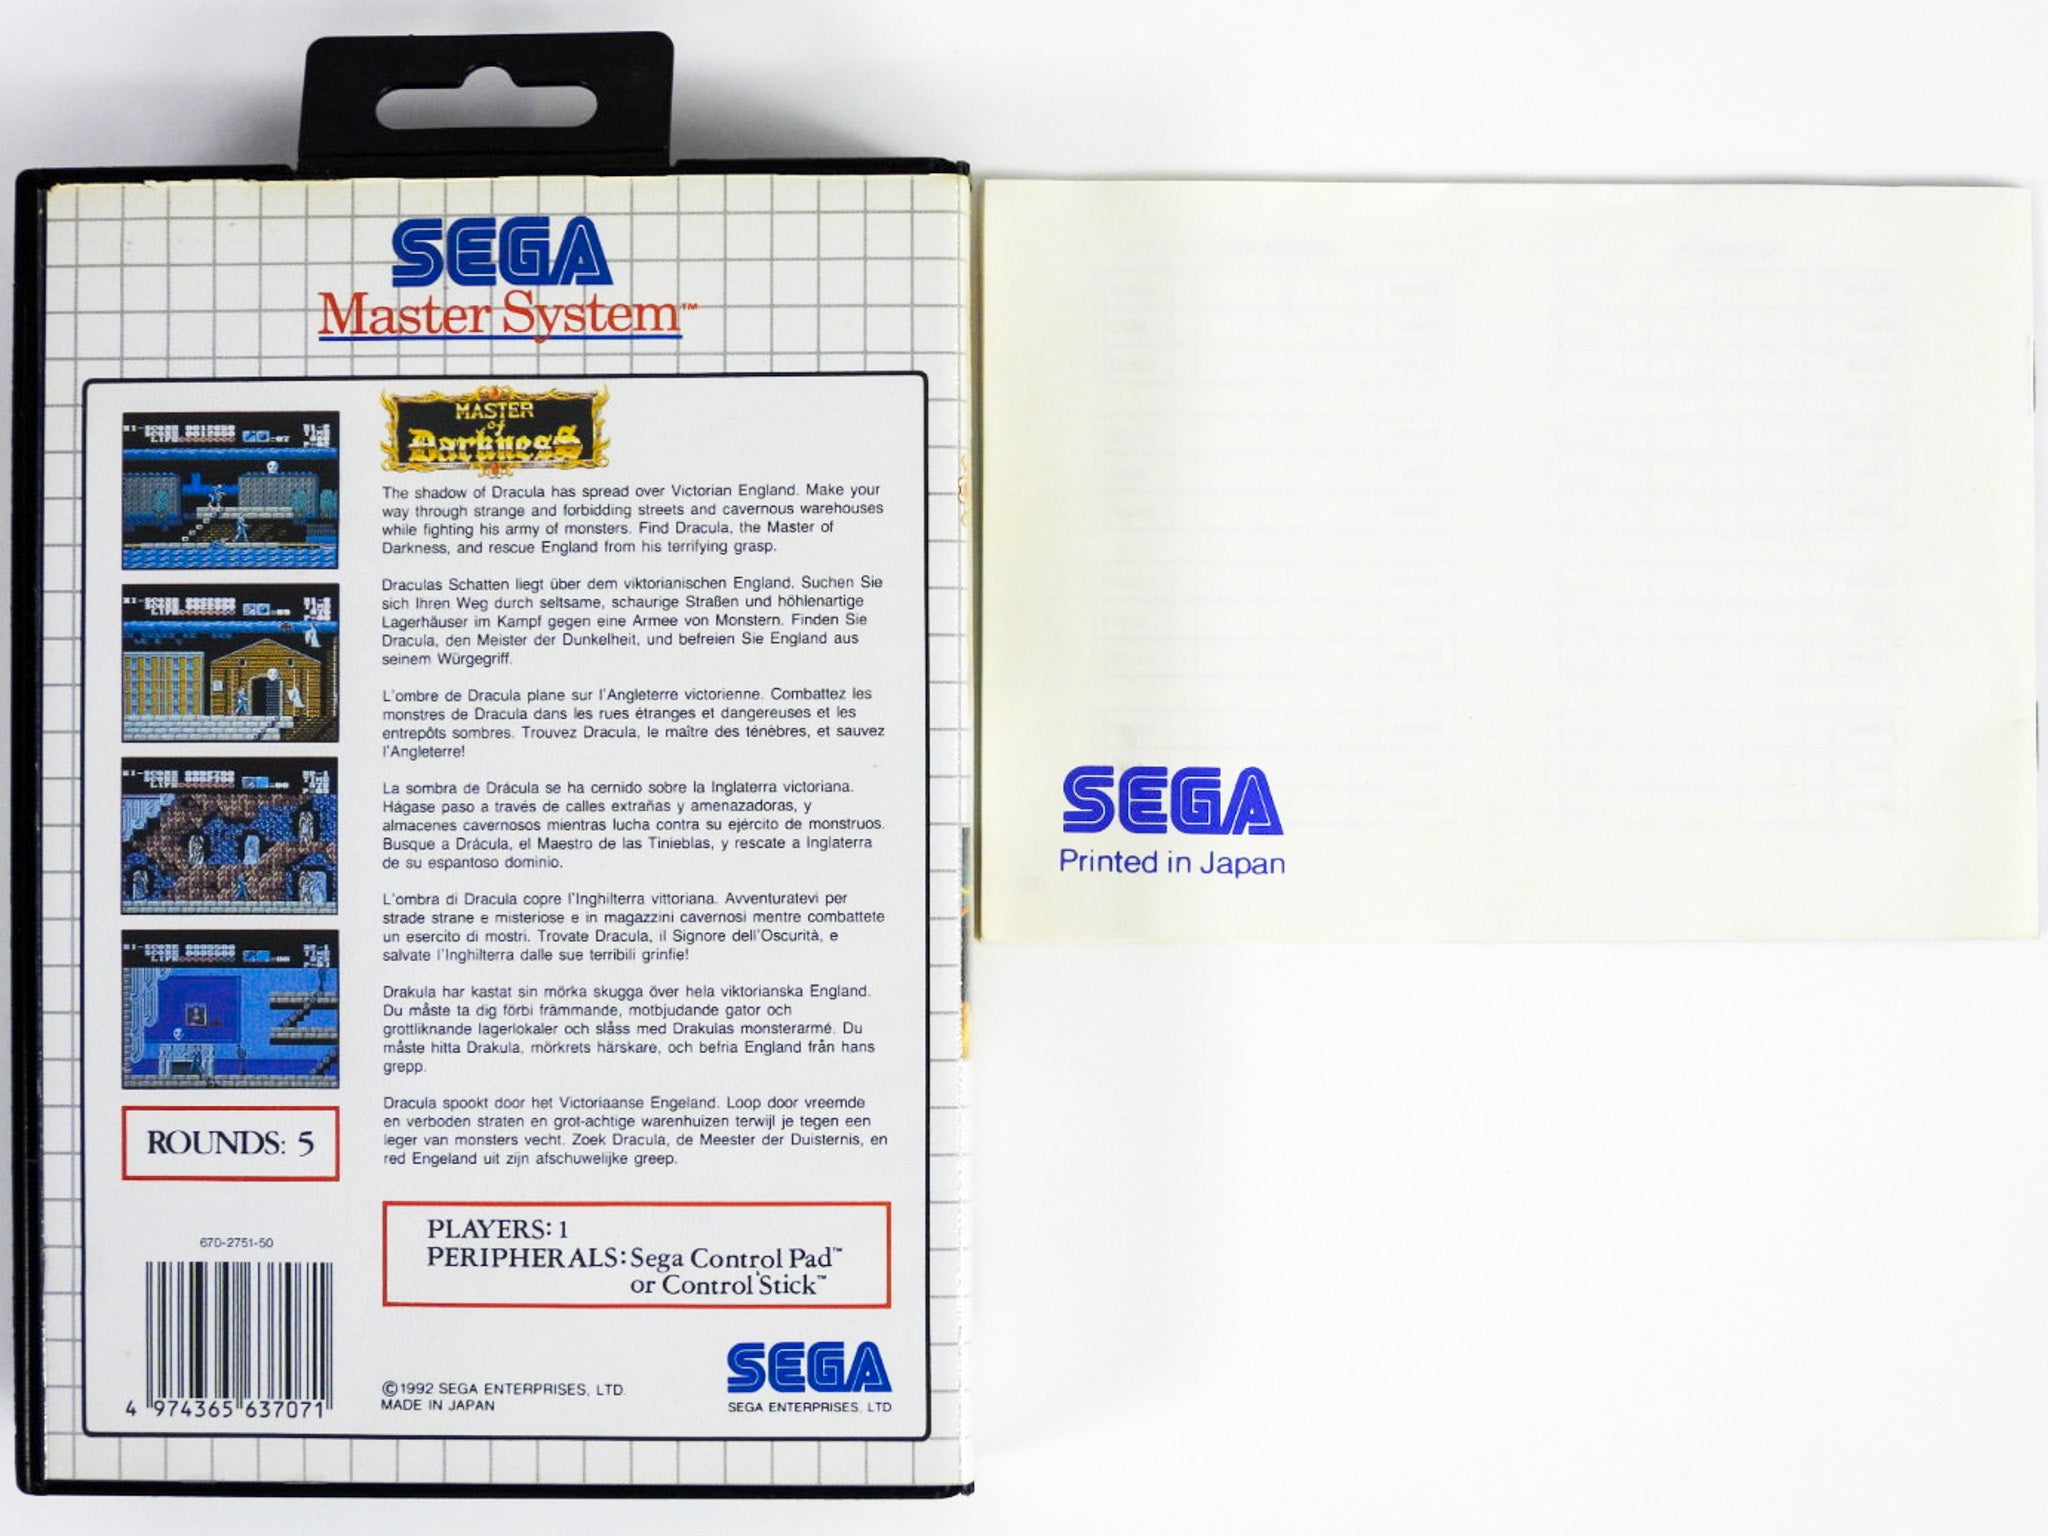 SEGA
Master System™
MASTER
of
Darkness
The shadow of Dracula has spread over Victorian England. Make your
way through strange and forbidding streets and cavernous warehouses
while fighting his army of monsters. Find Dracula, the Master of
Darkness, and rescue England from his terrifying grasp.
Draculas Schatten liegt über dem viktorianischen England. Suchen Sie
sich Ihren Weg durch seltsame, schaurige Straßen und höhlenartige
Lagerhäuser im Kampf gegen eine Armee von Monstern. Finden Sie
Dracula, den Meister der Dunkelheit, und befreien Sie England aus
seinem Würgegriff.
L'ombre de Dracula plane sur l'Angleterre victorienne. Combattez les
monstres de Dracula dans les rues étranges et dangereuses et les
entrepôts sombres. Trouvez Dracula, le maître des ténèbres, et sauvez
l'Angleterre!
La sombra de Drácula se ha cernido sobre la Inglaterra victoriana.
Hágase paso a través de calles extrañas y amenazadoras, y
almacenes cavernosos mientras lucha contra su ejército de monstruos.
Busque a Drácula, el Maestro de las Tinieblas, y rescate a Inglaterra
de su espantoso dominio.
L'ombra di Dracula copre l'Inghilterra vittoriana. Avventuratevi per
strade strane e misteriose e in magazzini cavernosi mentre combattete
un esercito di mostri. Trovate Dracula, il Signore dell'Oscurità, e
salvate l'Inghilterra dalle sue terribili grinfie!
Drakula har kastat sin mörka skugga över hela viktorianska England.
Du måste ta dig förbi främmande, motbjudande gator och
grottliknande lagerlokaler och slåss med Drakulas monsterarmé. Du
måste hitta Drakula, mörkrets härskare, och befria England från hans
grepp.
Dracula spookt door het Victoriaanse Engeland. Loop door vreemde
en verboden straten en grot-achtige warenhuizen terwijl je tegen een
leger van monsters vecht. Zoek Dracula, de Meester der Duisternis, en
red Engeland uit zijn afschuwelijke greep.
ROUNDS: 5
PLAYERS: 1
PERIPHERALS: Sega Control Pad™
or Control Stick™
670-2751-50
4 974365 637071
©1992 SEGA ENTERPRISES, LTD.
MADE IN JAPAN
SEGA
SEGA ENTERPRISES, LTD
SEGA
Printed in Japan